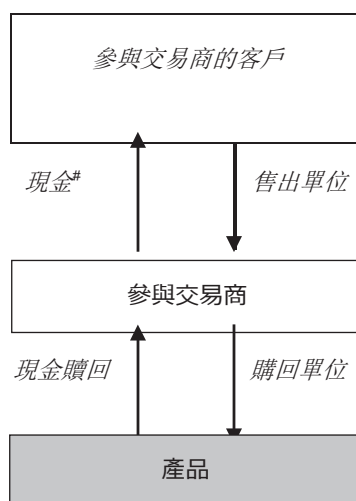 參與交易商的客戶
現金#
售出單位
參與交易商
現金贖回
購回單位
產品